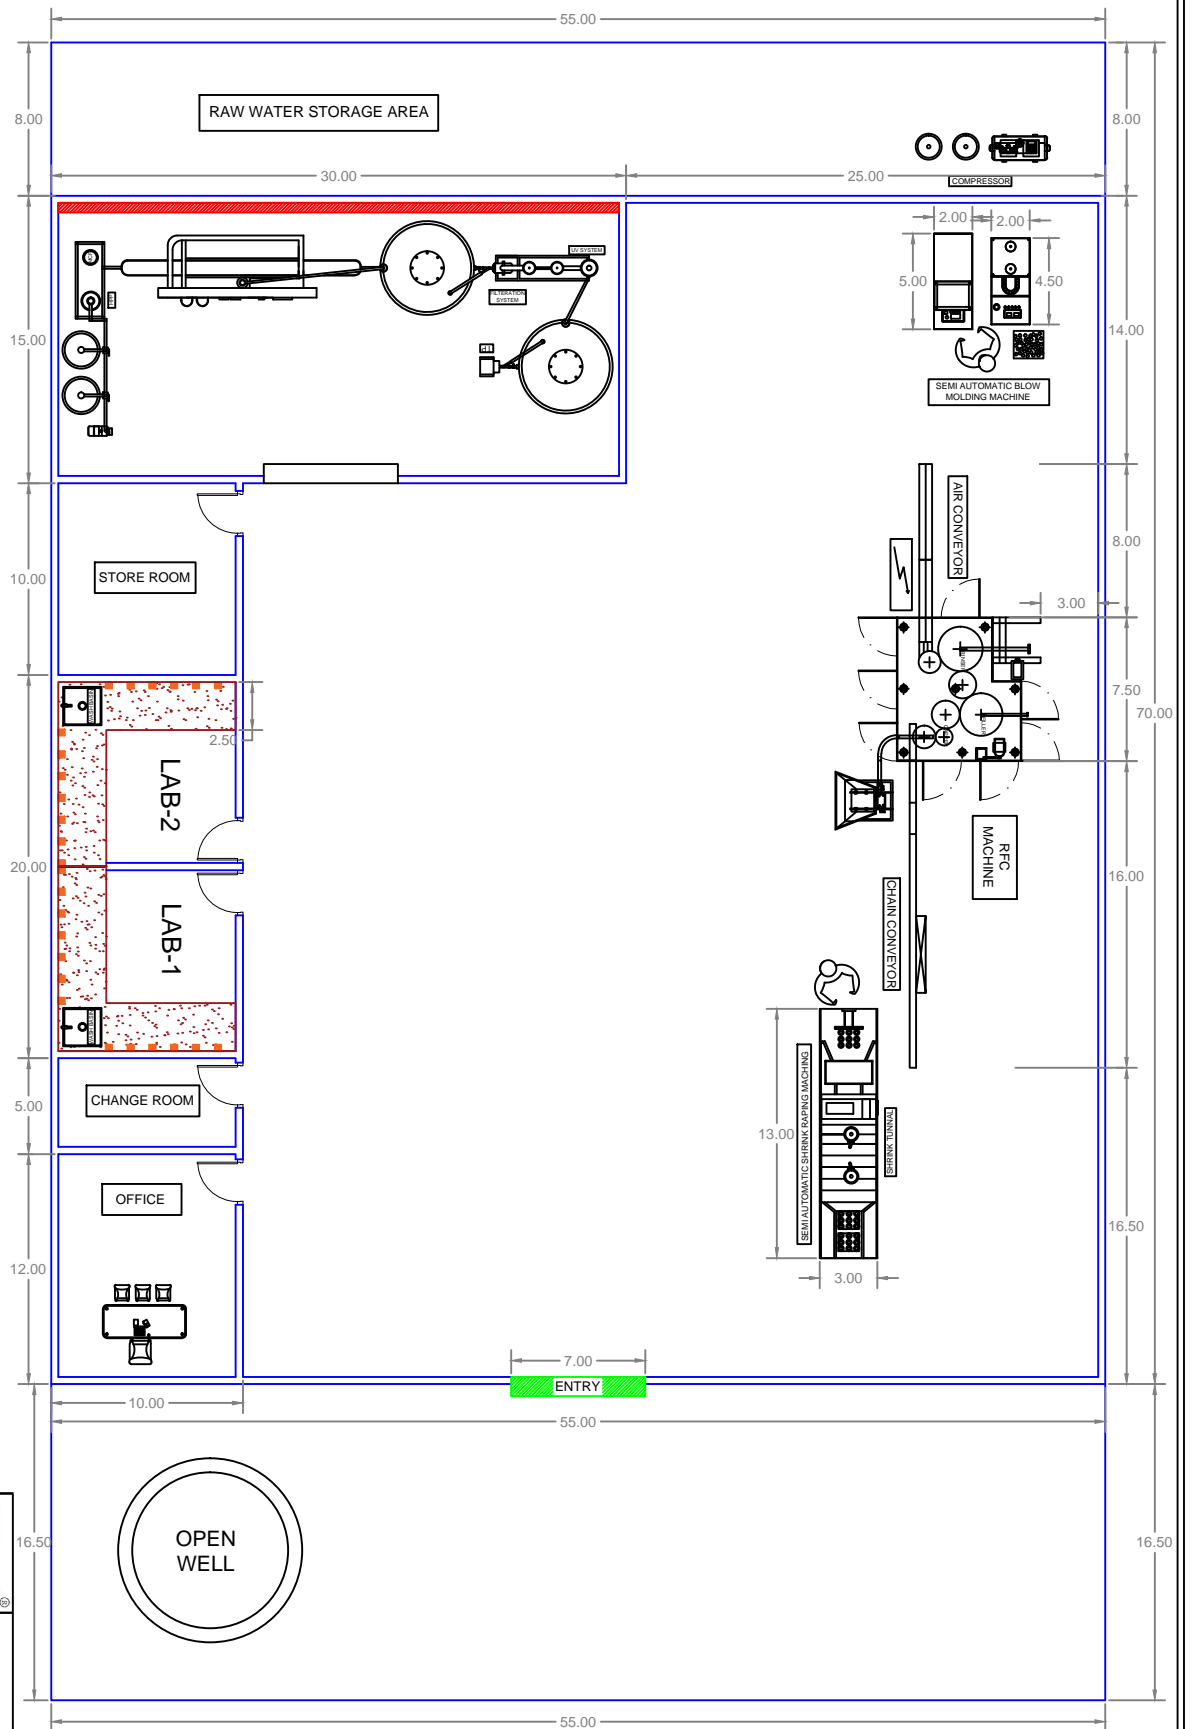 55.00
RAW WATER STORAGE AREA
8.00
8.00
COMPRESSOR
30.00
25.00
2.00
2.00
UV SYSTEM
FILTERATION
SYSTEM
5.00
4.50
15.00
14.00
SEMI AUTOMATIC BLOW
MOLDING MACHINE
AIR CONVEYOR
8.00
STORE ROOM
10.00
3.00
7.50
70.00
2.50
LAB-2
20.00
RFC
MACHINE
16.00
CHAIN CONVEYOR
LAB-1
CHANGE ROOM
5.00
13.00
SEMI AUTOMATIC SHRINK RAPING MACHING
SHRINK TUNNAL
OFFICE
16.50
12.00
3.00
7.00
ENTRY
10.00
55.00
OPEN
WELL
16.50
16.50
®
55.00